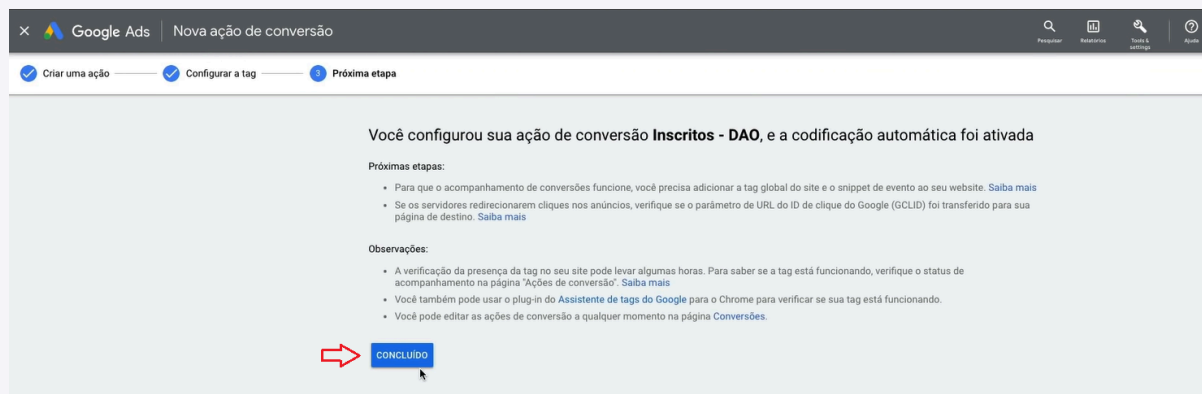 × Google Ads Nova ação de conversão
Pesquisar Relatórios Tools & settings Ajuda
Criar uma ação Configurar a tag 3 Próxima etapa
Você configurou sua ação de conversão Inscritos - DAO, e a codificação automática foi ativada
Próximas etapas:
• Para que o acompanhamento de conversões funcione, você precisa adicionar a tag global do site e o snippet de evento ao seu website. Saiba mais
• Se os servidores redirecionarem cliques nos anúncios, verifique se o parâmetro de URL do ID de clique do Google (GCLID) foi transferido para sua
página de destino. Saiba mais
Observações:
• A verificação da presença da tag no seu site pode levar algumas horas. Para saber se a tag está funcionando, verifique o status de
acompanhamento na página "Ações de conversão". Saiba mais
• Você também pode usar o plug-in do Assistente de tags do Google para o Chrome para verificar se sua tag está funcionando.
• Você pode editar as ações de conversão a qualquer momento na página Conversões.
CONCLUÍDO